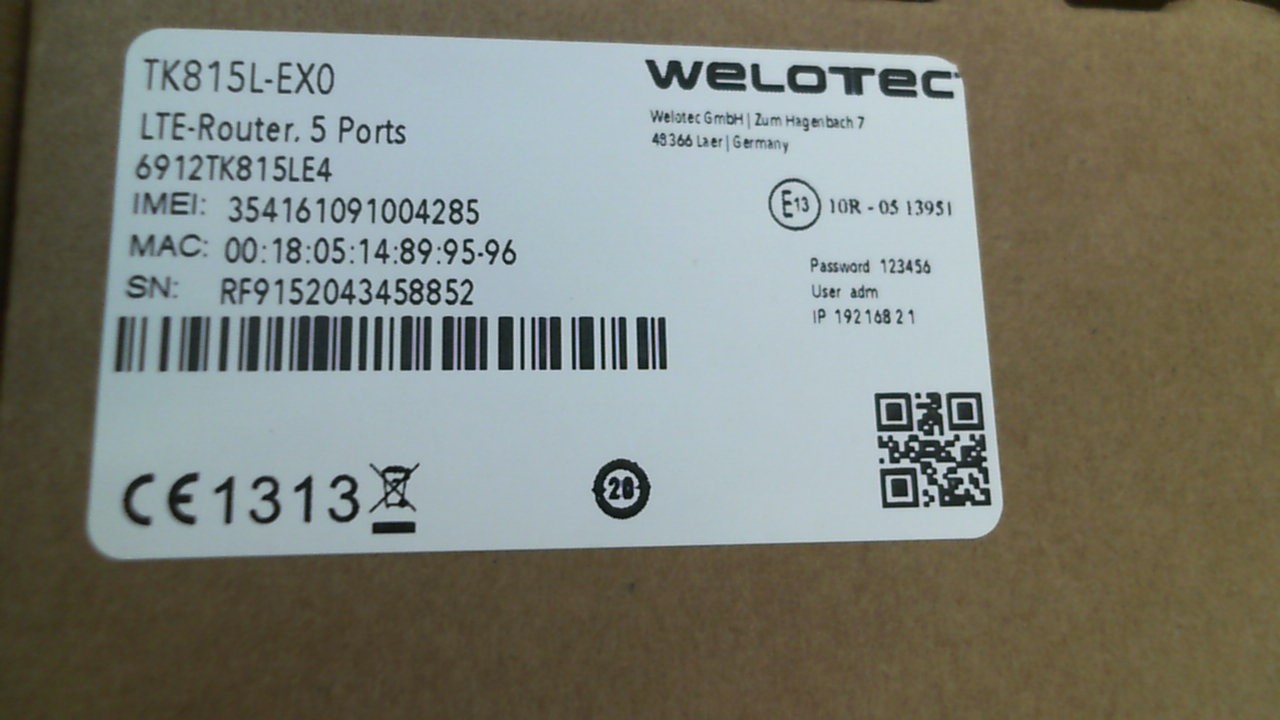 TK815L-EX0
LTE-Router. 5 Ports
6912TK815LE4
IMEI: 354161091004285
MAC: 00:18:05:14:89:95-96
SN: RF9152043458852
WELOTEC
Welotec GmbH | Zum Hagenbach 7
48366 Laer | Germany
E13 10R - 05 13951
Password 123456
User adm
IP 192 168 2 1
CE1313
20